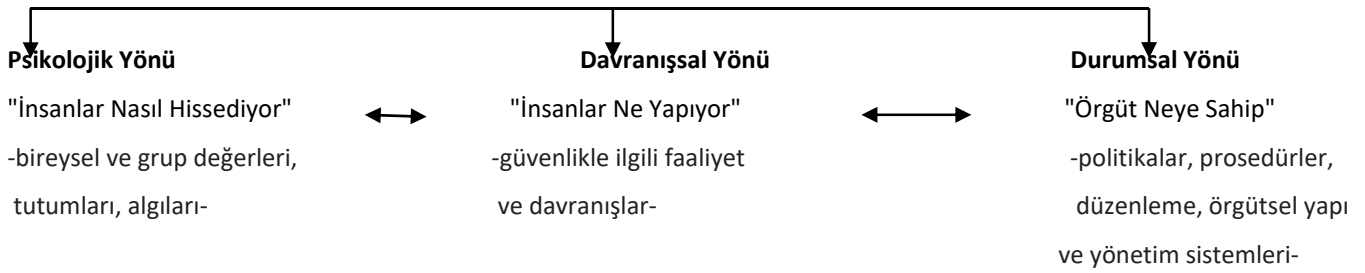 Psikolojik Yönü
"İnsanlar Nasıl Hissediyor"
-bireysel ve grup değerleri,
tutumları, algıları-
Davranışsal Yönü
"İnsanlar Ne Yapıyor"
-güvenlikle ilgili faaliyet
ve davranışlar-
Durumsal Yönü
"Örgüt Neye Sahip"
-politikalar, prosedürler,
düzenleme, örgütsel yapı
ve yönetim sistemleri-